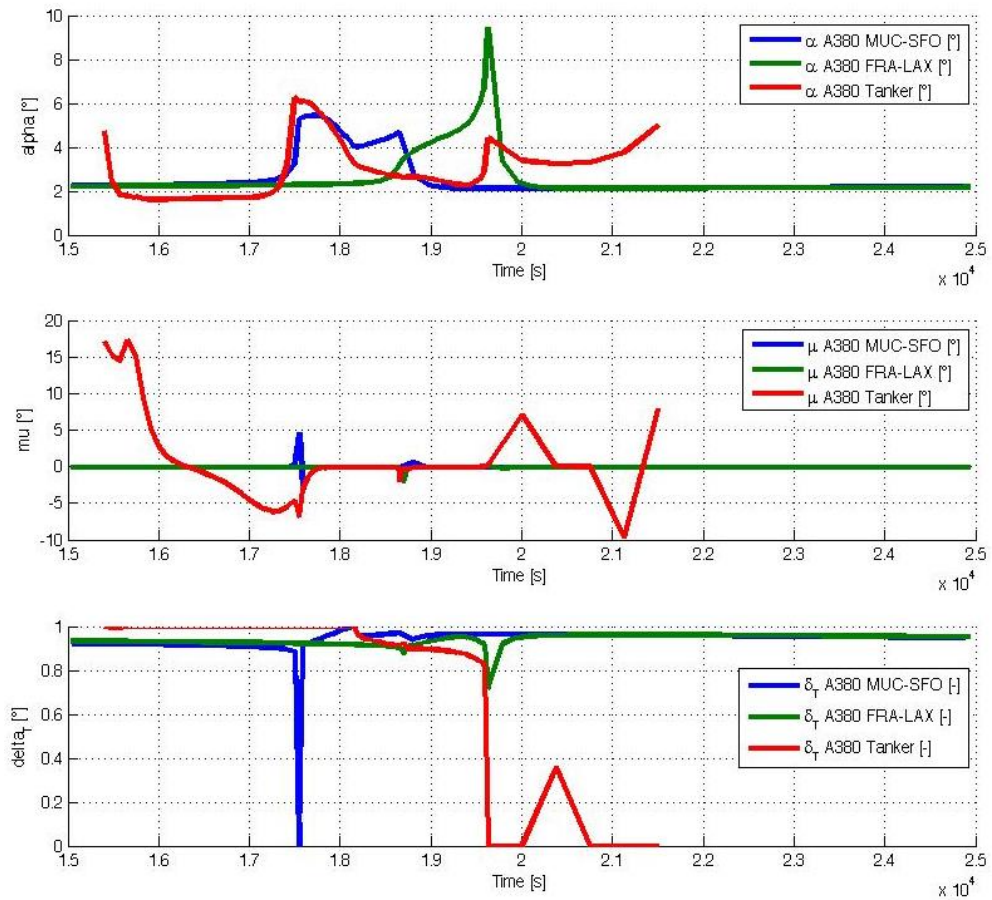 10
8
6
4
2
0
alpha [°]
α A380 MUC-SFO [°]
α A380 FRA-LAX [°]
α A380 Tanker [°]
1.5 1.6 1.7 1.8 1.9 2 2.1 2.2 2.3 2.4 2.5
Time [s]
x 10⁴
20
15
10
5
0
-5
-10
mu [°]
μ A380 MUC-SFO [°]
μ A380 FRA-LAX [°]
μ A380 Tanker [°]
1.5 1.6 1.7 1.8 1.9 2 2.1 2.2 2.3 2.4 2.5
Time [s]
x 10⁴
1
0.8
0.6
0.4
0.2
0
delta_T [°]
δ_T A380 MUC-SFO [-]
δ_T A380 FRA-LAX [-]
δ_T A380 Tanker [-]
1.5 1.6 1.7 1.8 1.9 2 2.1 2.2 2.3 2.4 2.5
Time [s]
x 10⁴